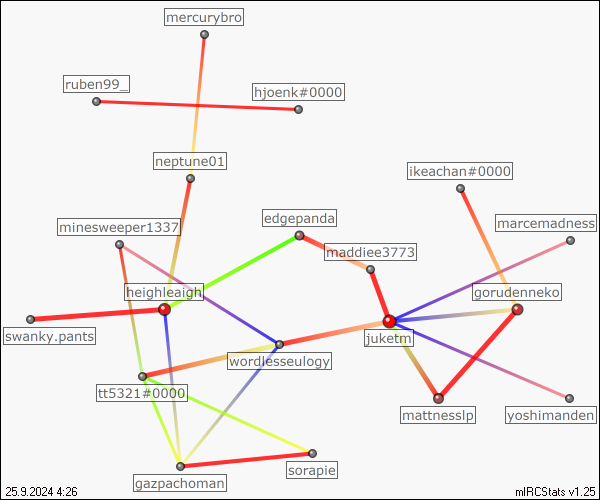 mercurybro
ruben99_
hjoenk#0000
neptune01
ikeachan#0000
edgepanda
marcemadness
minesweeper1337
maddiee3773
heighleaigh
gorudenneko
swanky.pants
juketm
wordlesseulogy
tt5321#0000
mattnesslp
yoshimanden
sorapie
gazpachoman
25.9.2024 4:26
mIRCStats v1.25